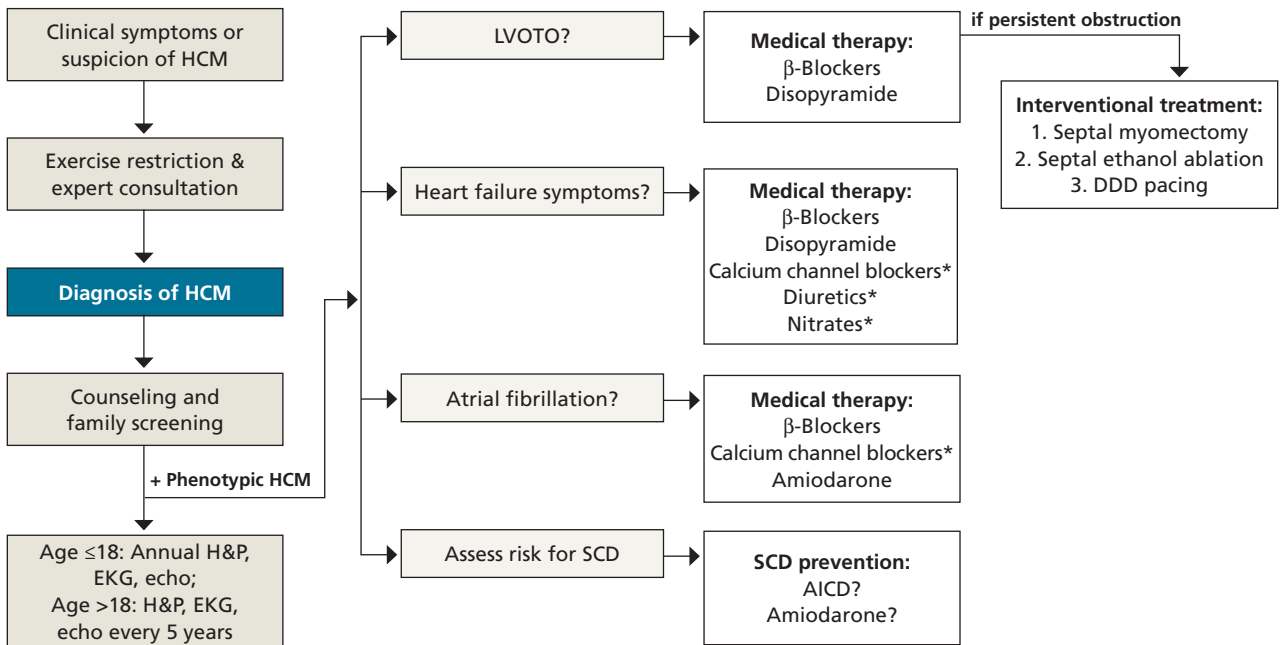 Clinical symptoms or
suspicion of HCM
Exercise restriction &
expert consultation
Diagnosis of HCM
Counseling and
family screening
+ Phenotypic HCM
Age ≤18: Annual H&P,
EKG, echo;
Age >18: H&P, EKG,
echo every 5 years
LVOTO?
Medical therapy:
β-Blockers
Disopyramide
if persistent obstruction
Interventional treatment:
1. Septal myomectomy
2. Septal ethanol ablation
3. DDD pacing
Heart failure symptoms?
Medical therapy:
β-Blockers
Disopyramide
Calcium channel blockers*
Diuretics*
Nitrates*
Atrial fibrillation?
Medical therapy:
β-Blockers
Calcium channel blockers*
Amiodarone
Assess risk for SCD
SCD prevention:
AICD?
Amiodarone?